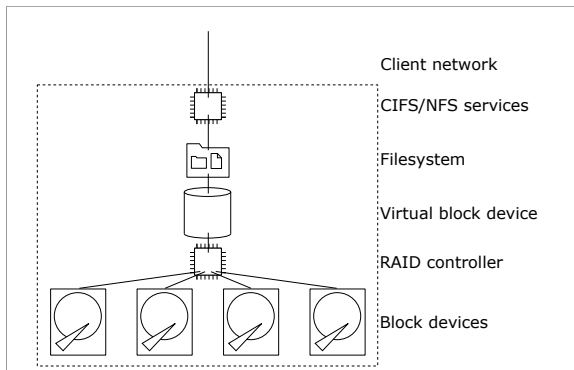 Client network
CIFS/NFS services
Filesystem
Virtual block device
RAID controller
Block devices